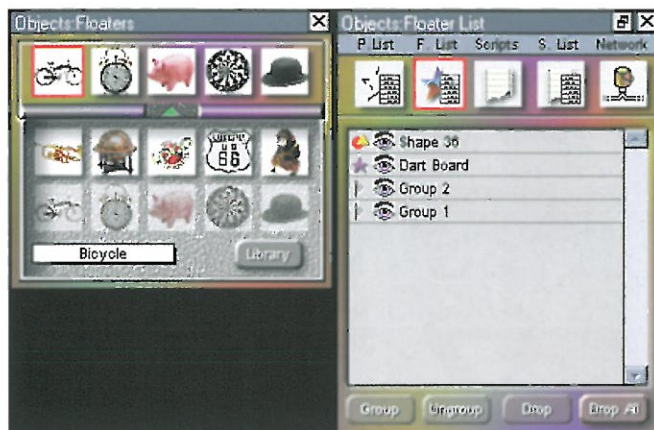 Objects:Floaters
Bicycle
Library
Objects:Floater List
P. List F. List Scripts S. List Network
Shape 36
Dart Board
Group 2
Group 1
Group Ungroup Drop Drop All